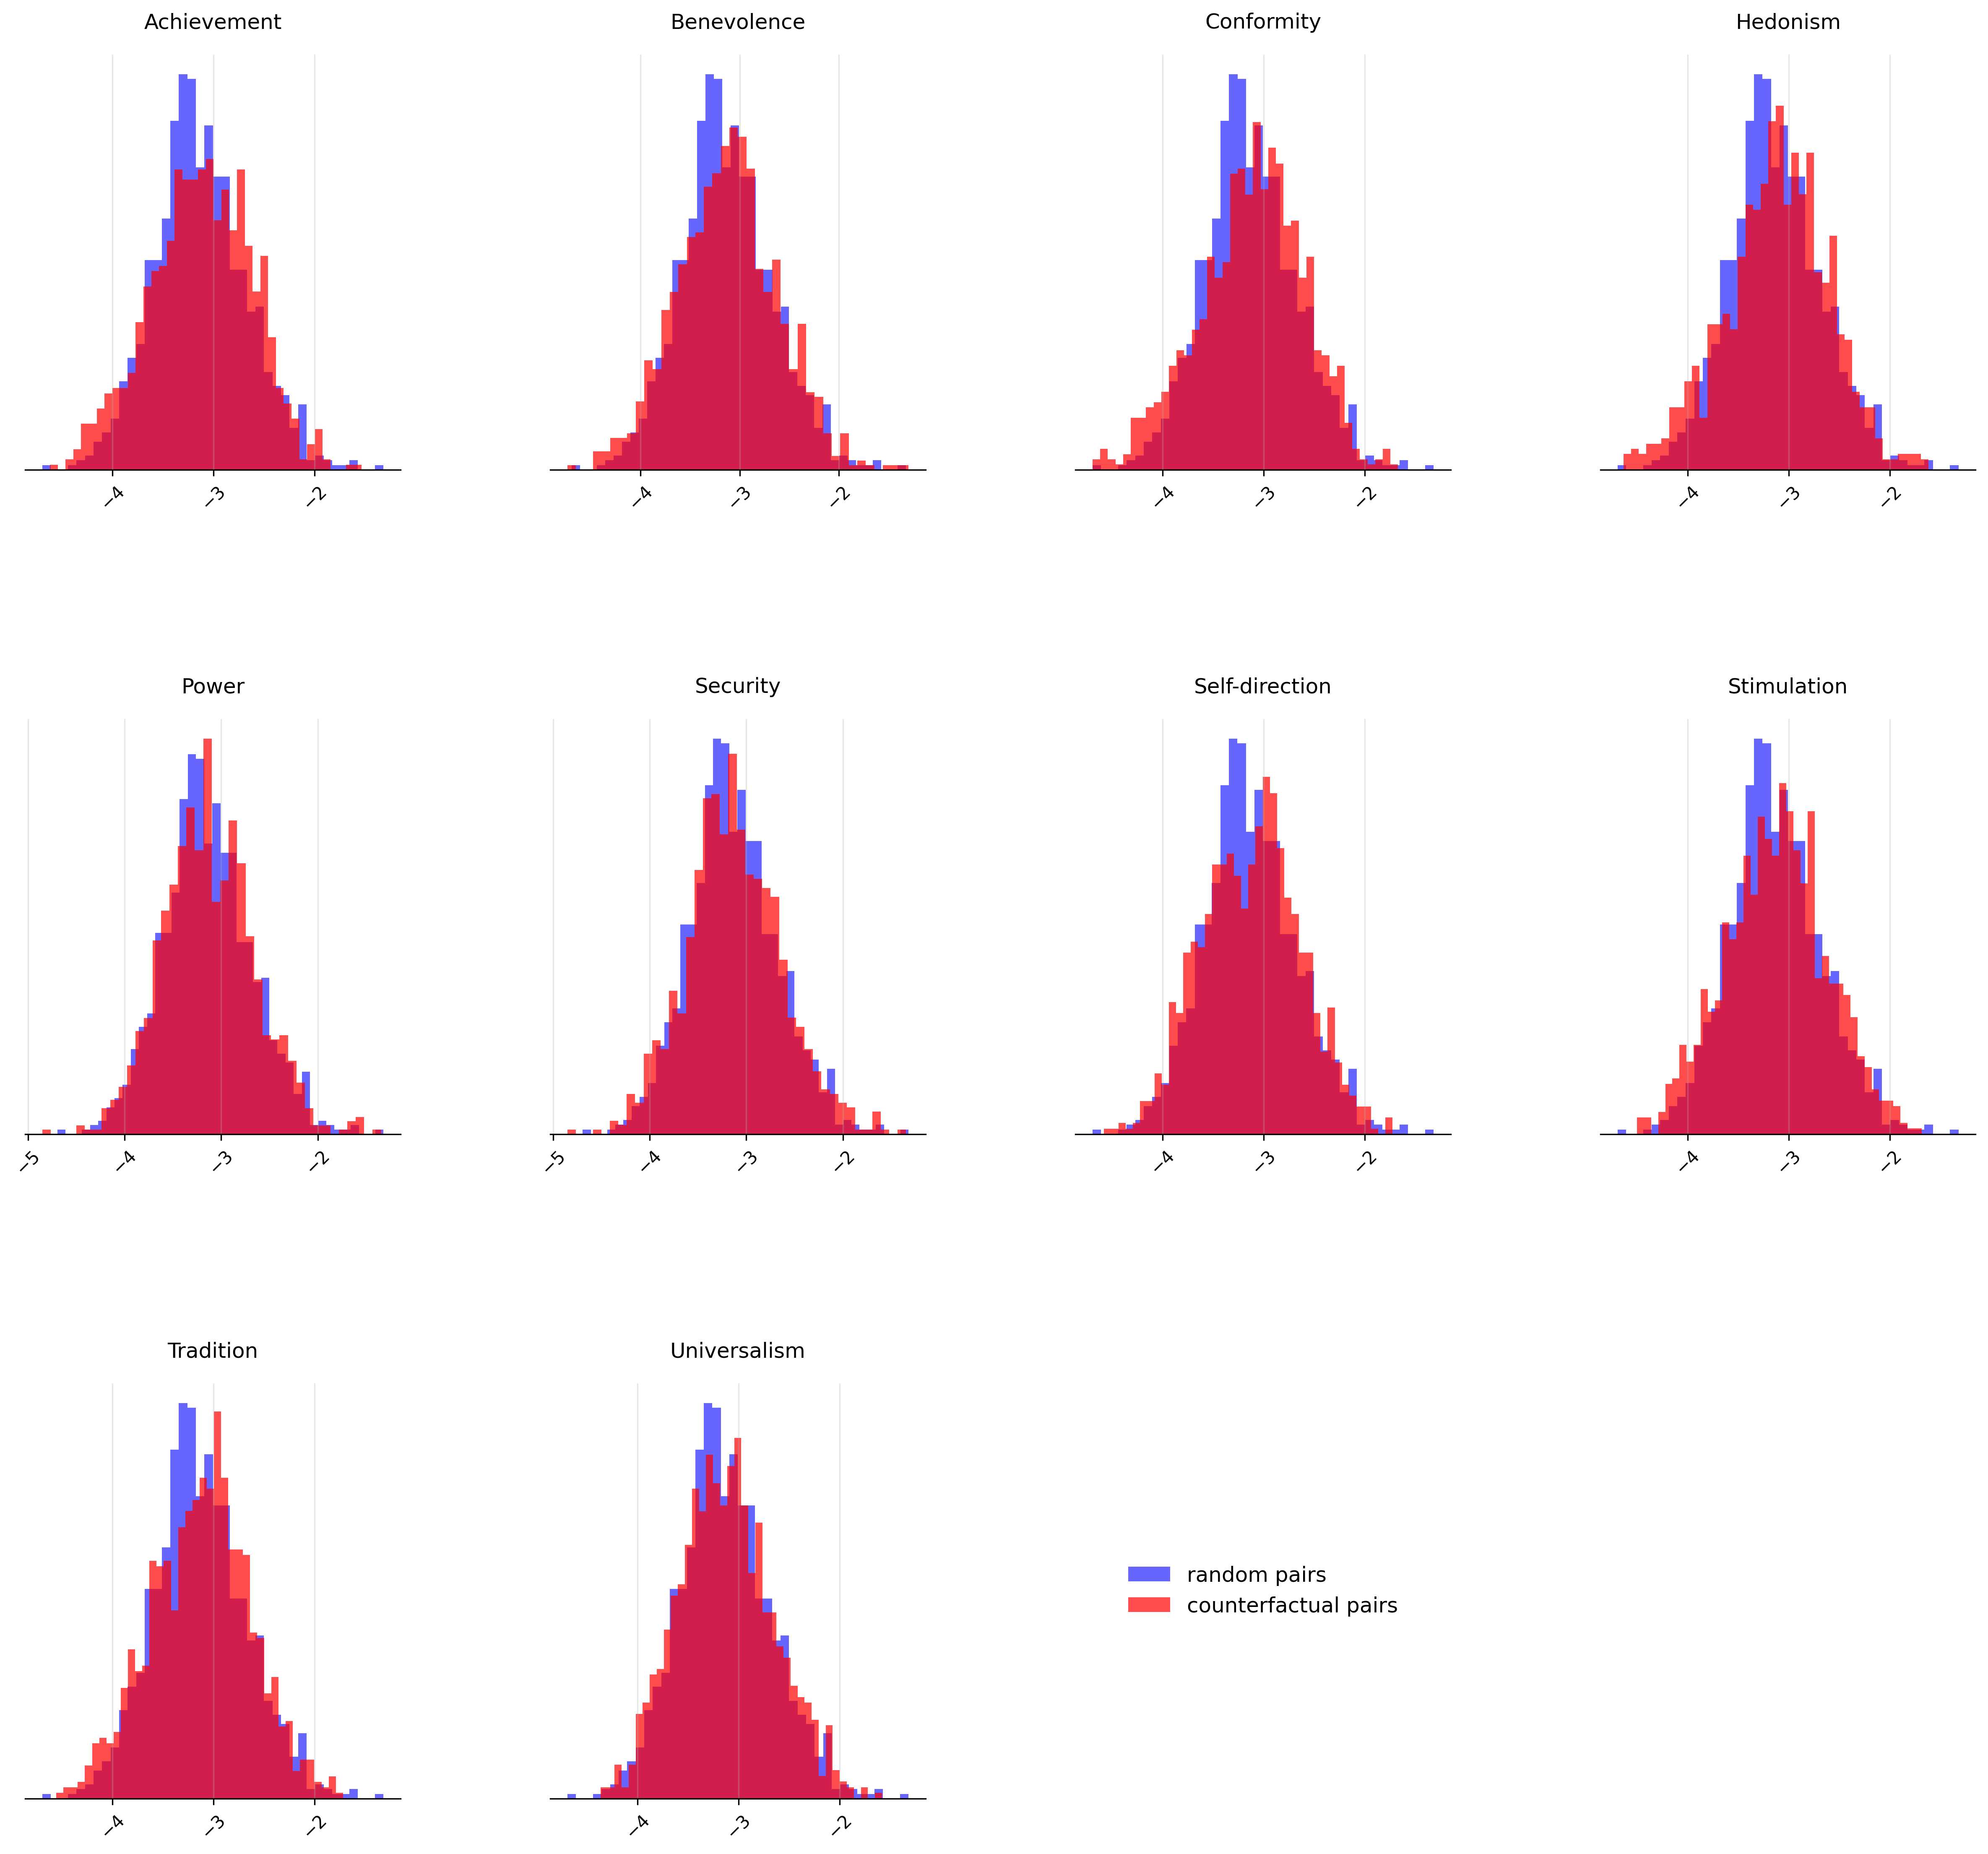 Achievement Benevolence Conformity Hedonism
−4 −3 −2 −4 −3 −2 −4 −3 −2 −4 −3 −2
Power Security Self-direction Stimulation
−5 −4 −3 −2 −5 −4 −3 −2 −4 −3 −2 −4 −3 −2
Tradition Universalism
random pairs
counterfactual pairs
−4 −3 −2 −4 −3 −2